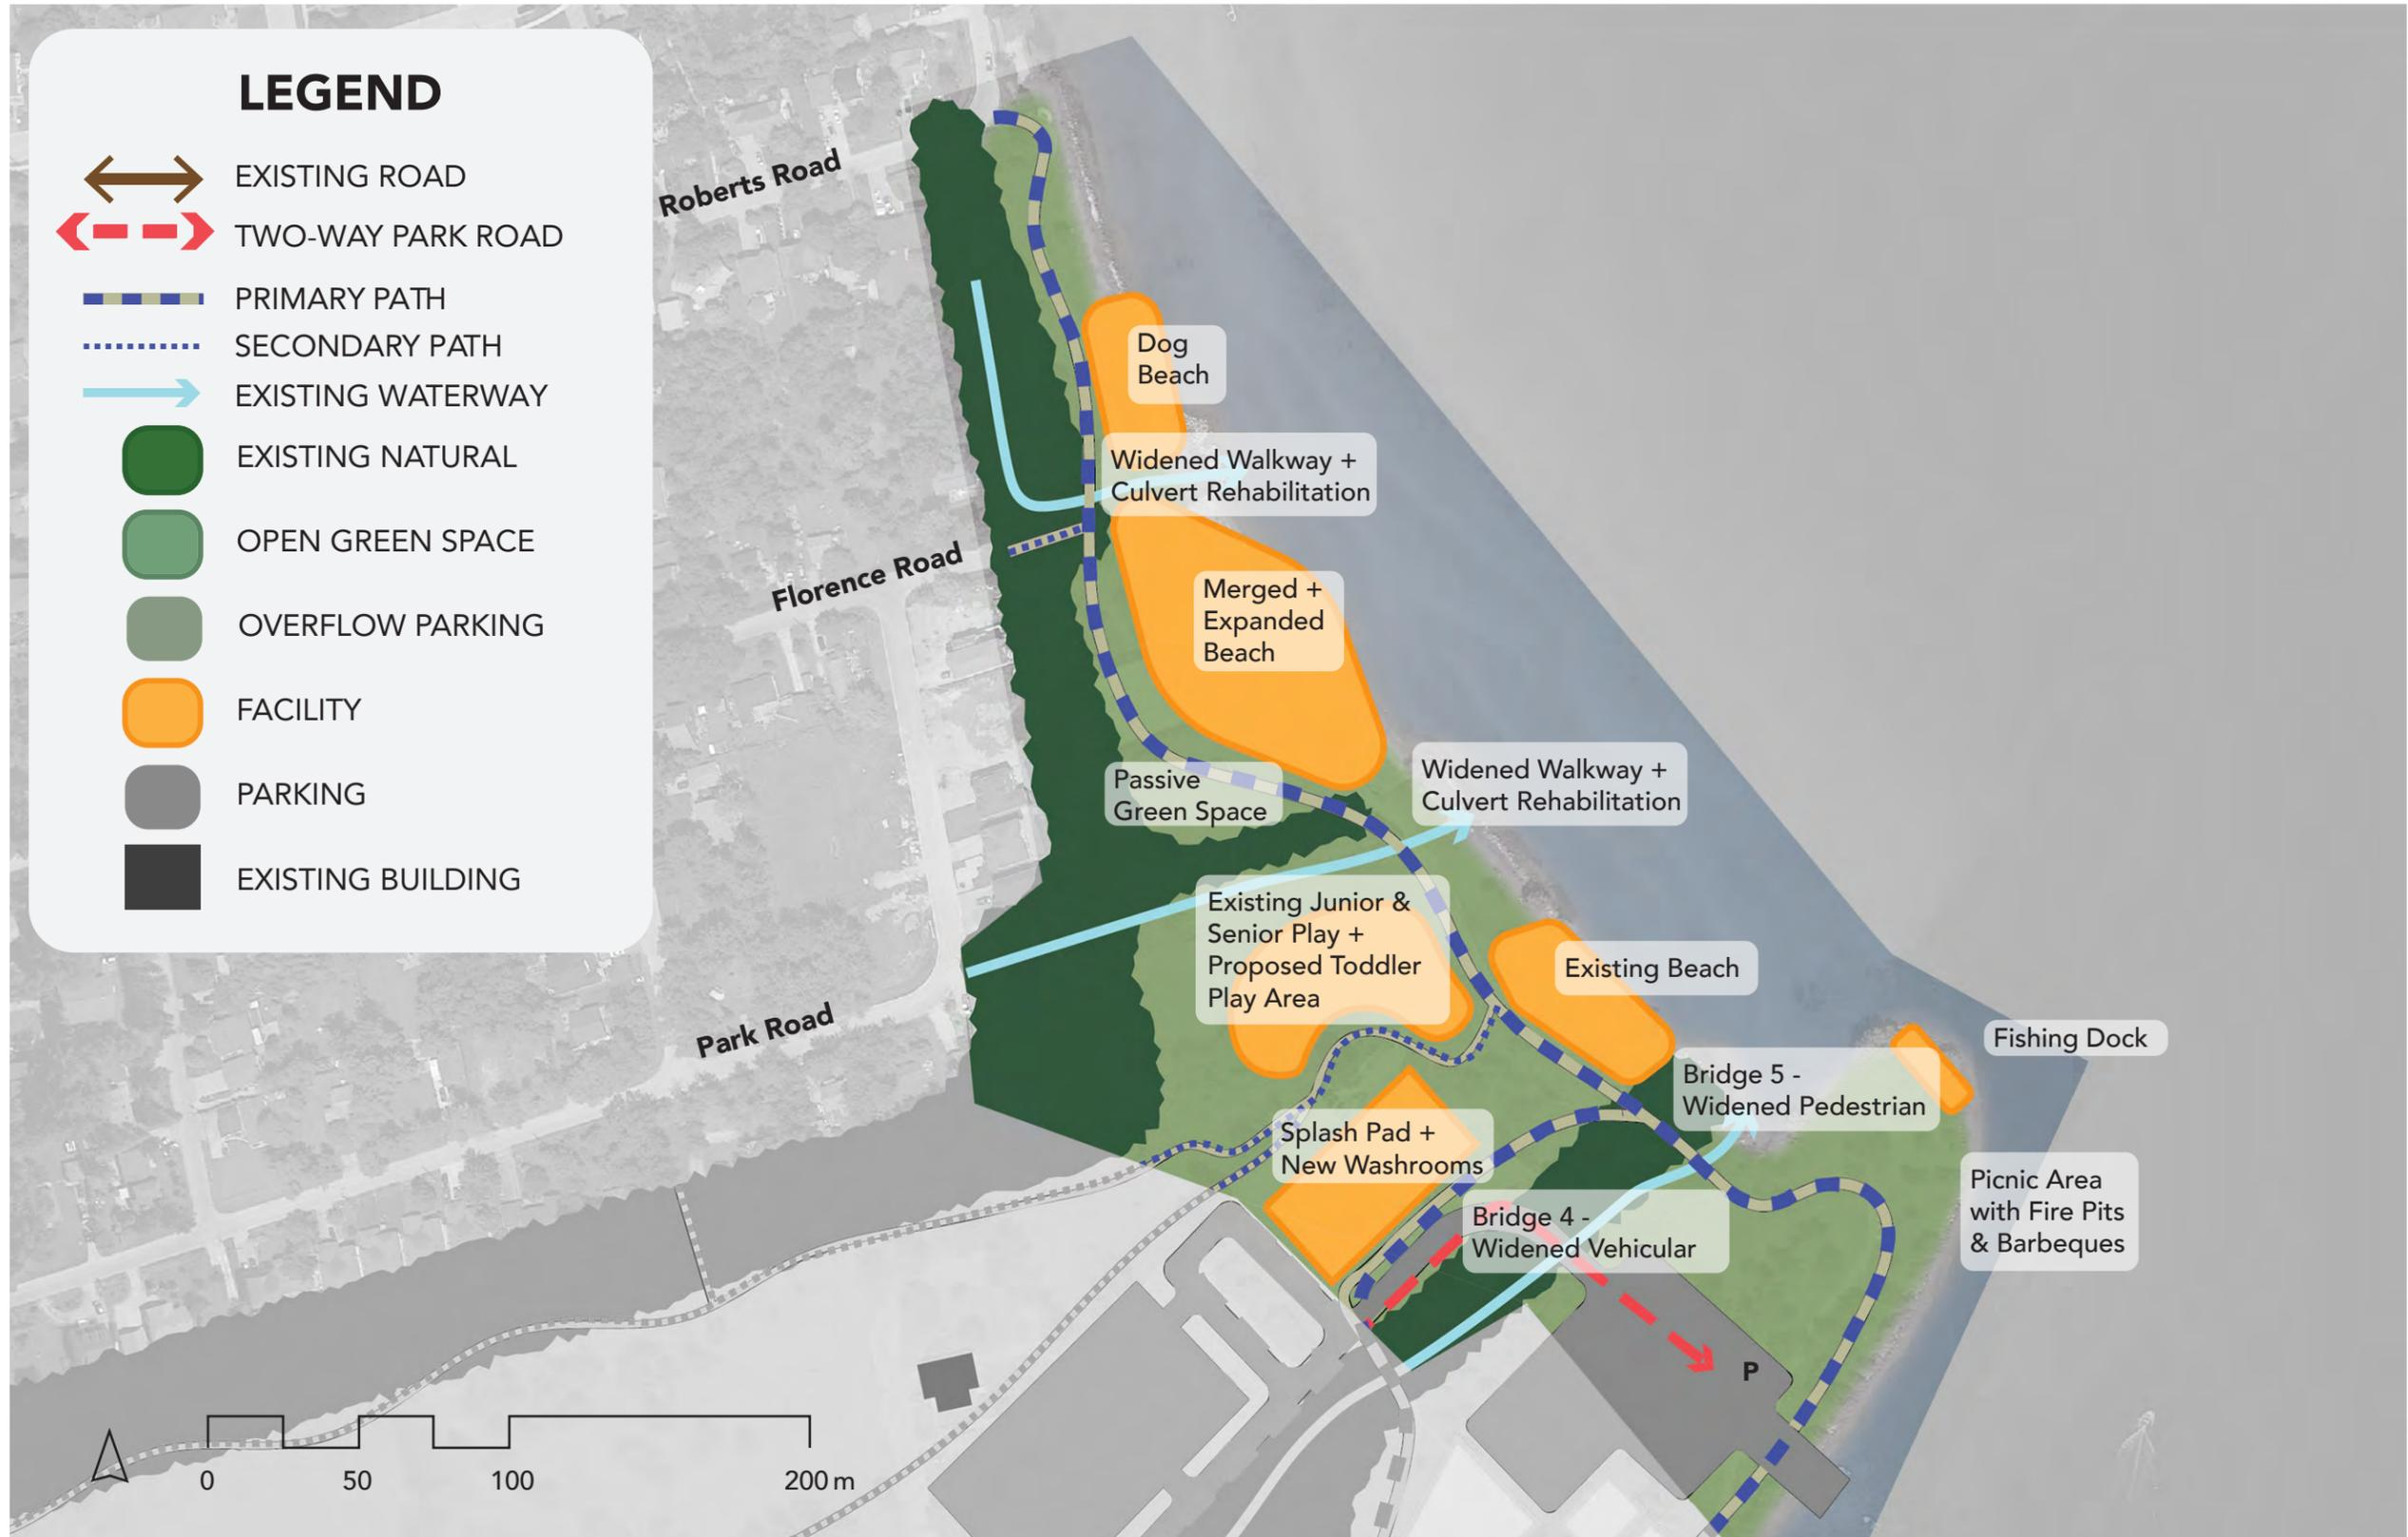 LEGEND
EXISTING ROAD
TWO-WAY PARK ROAD
PRIMARY PATH
SECONDARY PATH
EXISTING WATERWAY
EXISTING NATURAL
OPEN GREEN SPACE
OVERFLOW PARKING
FACILITY
PARKING
EXISTING BUILDING
Roberts Road
Dog
Beach
Widened Walkway +
Culvert Rehabilitation
Florence Road
Merged +
Expanded
Beach
Passive
Green Space
Widened Walkway +
Culvert Rehabilitation
Existing Junior &
Senior Play +
Proposed Toddler
Play Area
Existing Beach
Park Road
Fishing Dock
Bridge 5 -
Widened Pedestrian
Splash Pad +
New Washrooms
Picnic Area
with Fire Pits
& Barbeques
Bridge 4 -
Widened Vehicular
P
0 50 100 200 m